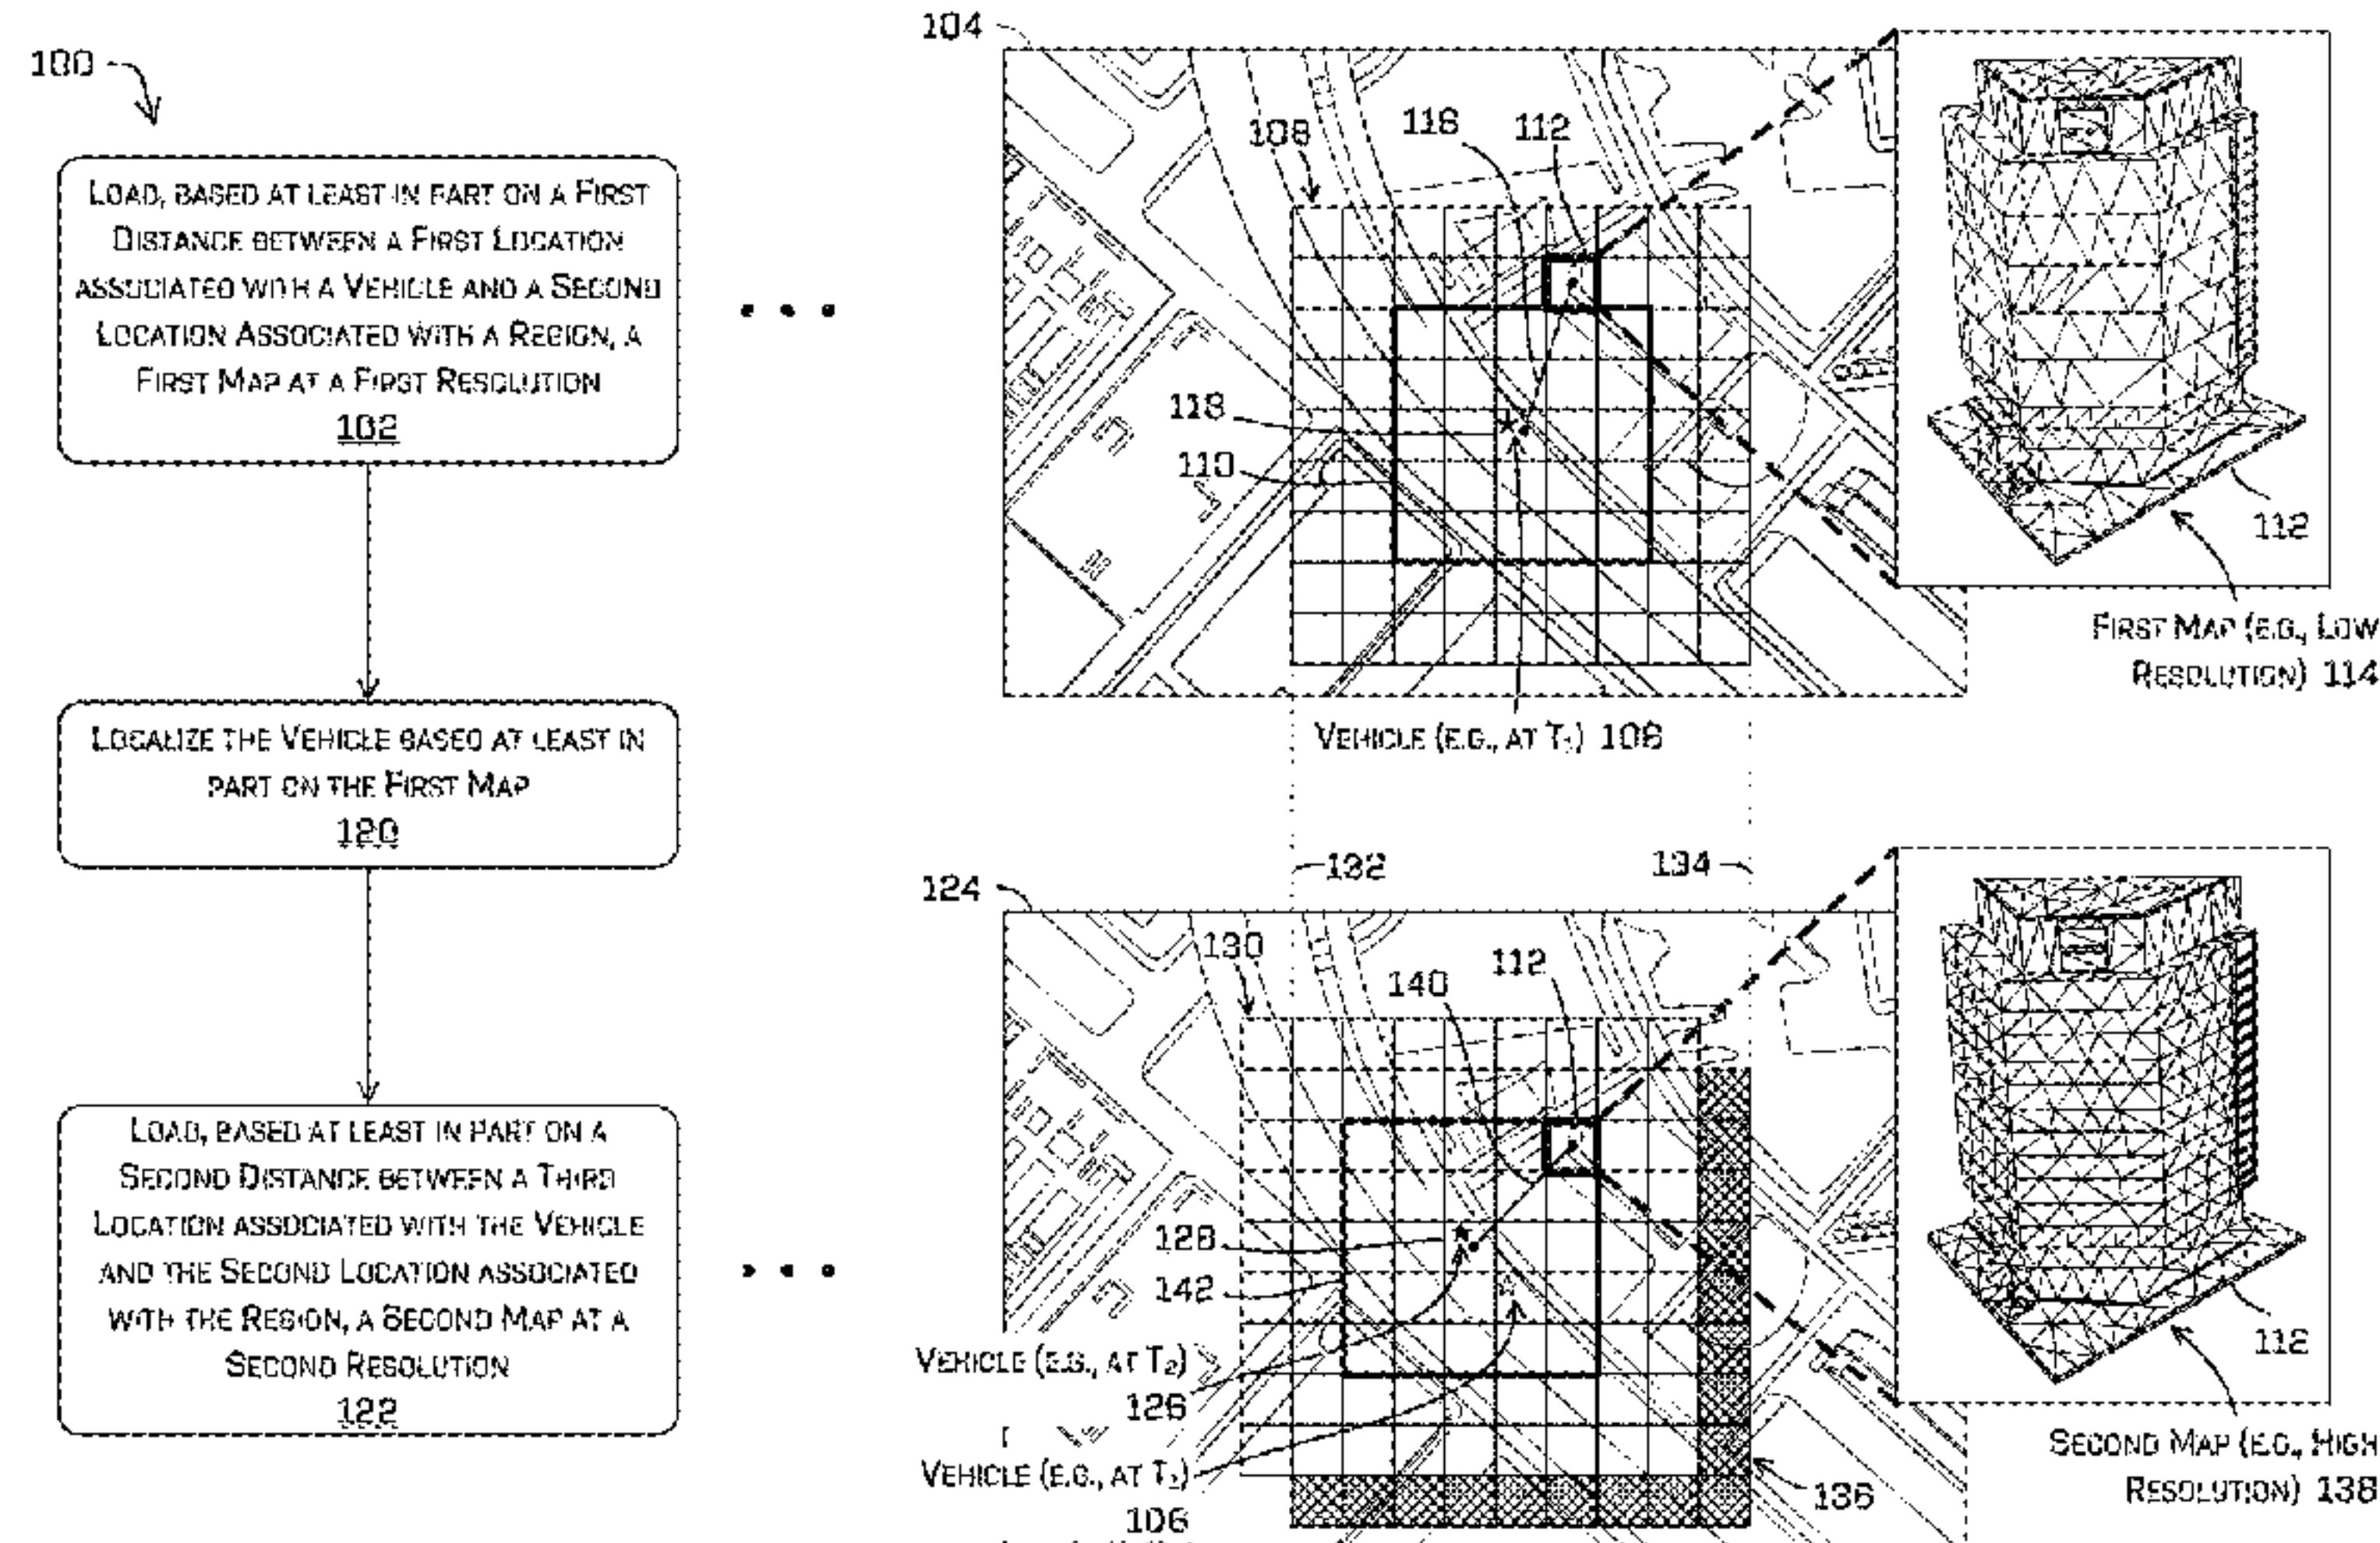 100
LOAD, BASED AT LEAST IN PART ON A FIRST
DISTANCE BETWEEN A FIRST LOCATION
ASSOCIATED WITH A VEHICLE AND A SECOND
LOCATION ASSOCIATED WITH A REGION, A
FIRST MAP AT A FIRST RESOLUTION
102
LOCALIZE THE VEHICLE BASED AT LEAST IN
PART ON THE FIRST MAP
120
LOAD, BASED AT LEAST IN PART ON A
SECOND DISTANCE BETWEEN A THIRD
LOCATION ASSOCIATED WITH THE VEHICLE
AND THE SECOND LOCATION ASSOCIATED
WITH THE REGION, A SECOND MAP AT A
SECOND RESOLUTION
122
104
108
116
112
118
110
112
FIRST MAP (E.G., LOW
RESOLUTION) 114
VEHICLE (E.G., AT T1) 106
132
134
124
130
140
112
128
142
VEHICLE (E.G., AT T2)
126
VEHICLE (E.G., AT T1)
106
136
112
SECOND MAP (E.G., HIGH
RESOLUTION) 138